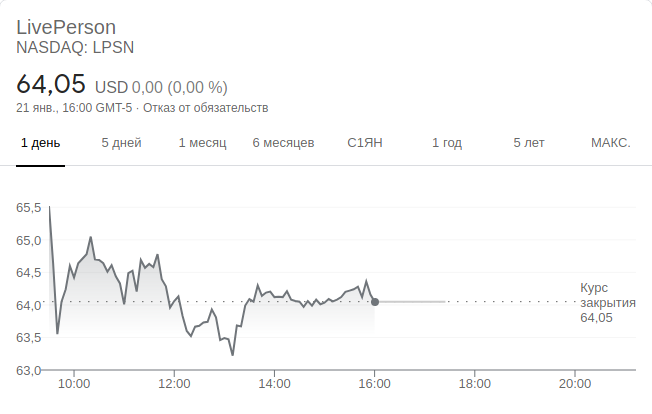 LivePerson
NASDAQ: LPSN
64,05 USD 0,00 (0,00 %)
21 янв., 16:00 GMT-5 · Отказ от обязательств
1 день 5 дней 1 месяц 6 месяцев С1ЯН 1 год 5 лет МАКС.
65,5
65,0
64,5
64,0
63,5
63,0
Курс
закрытия
64,05
10:00 12:00 14:00 16:00 18:00 20:00